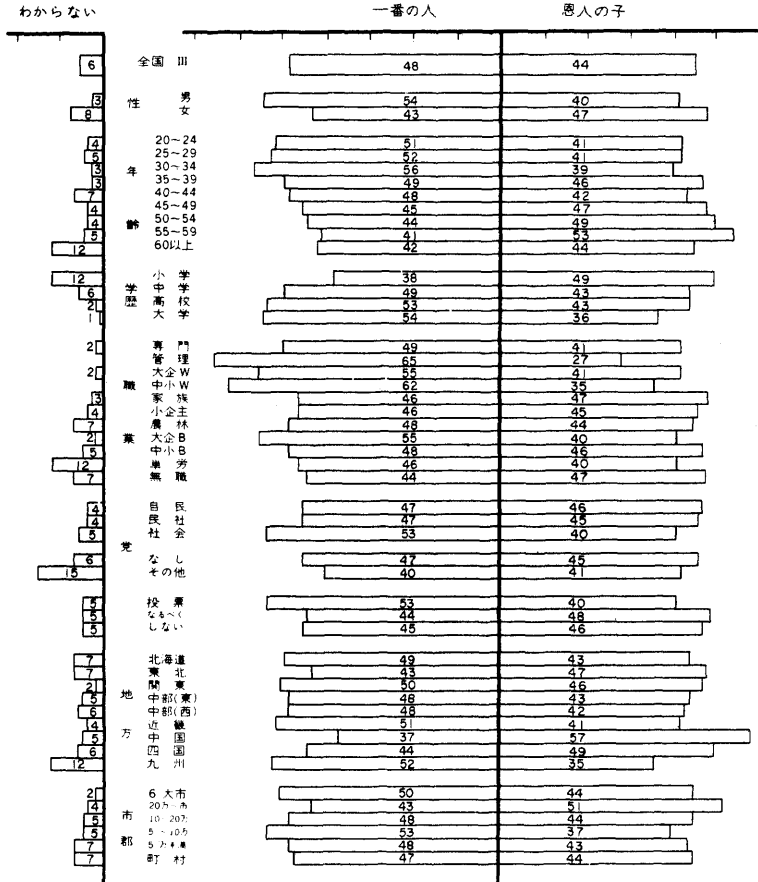 わからない 一番の人 恩人の子
6 全国 III 48 44
3 性 男 54 40
8 女 43 47
4 20~24 51 41
5 25~29 52 41
3 年 30~34 56 39
3 35~39 49 46
7 40~44 48 42
4 45~49 45 47
4 齢 50~54 44 49
5 55~59 41 53
12 60以上 42 44
12 小学 38 49
6 学 中学 49 43
2 歴 高校 53 43
1 大学 54 36
2 専門 49 41
管理 65 27
2 大企W 55 41
職 中小W 62 35
3 家族 46 47
4 小企主 46 45
7 農林 48 44
2 業 大企B 55 40
5 中小B 48 46
12 単労 46 40
7 無職 44 47
4 自民 47 46
4 民社 47 45
5 社会 53 40
党
6 なし 47 45
15 その他 40 41
5 投票 53 40
5 なるべく 44 48
5 しない 45 46
7 北海道 49 43
7 東北 43 47
2 関東 50 46
5 地 中部(東) 48 43
6 中部(西) 48 42
4 近畿 51 41
5 方 中国 37 57
6 四国 44 49
12 九州 52 35
2 6大市 50 44
4 20万~市 43 51
5 市 10~20万 48 44
5 5~10万 53 37
7 郡 5万未満 48 43
7 町村 47 44